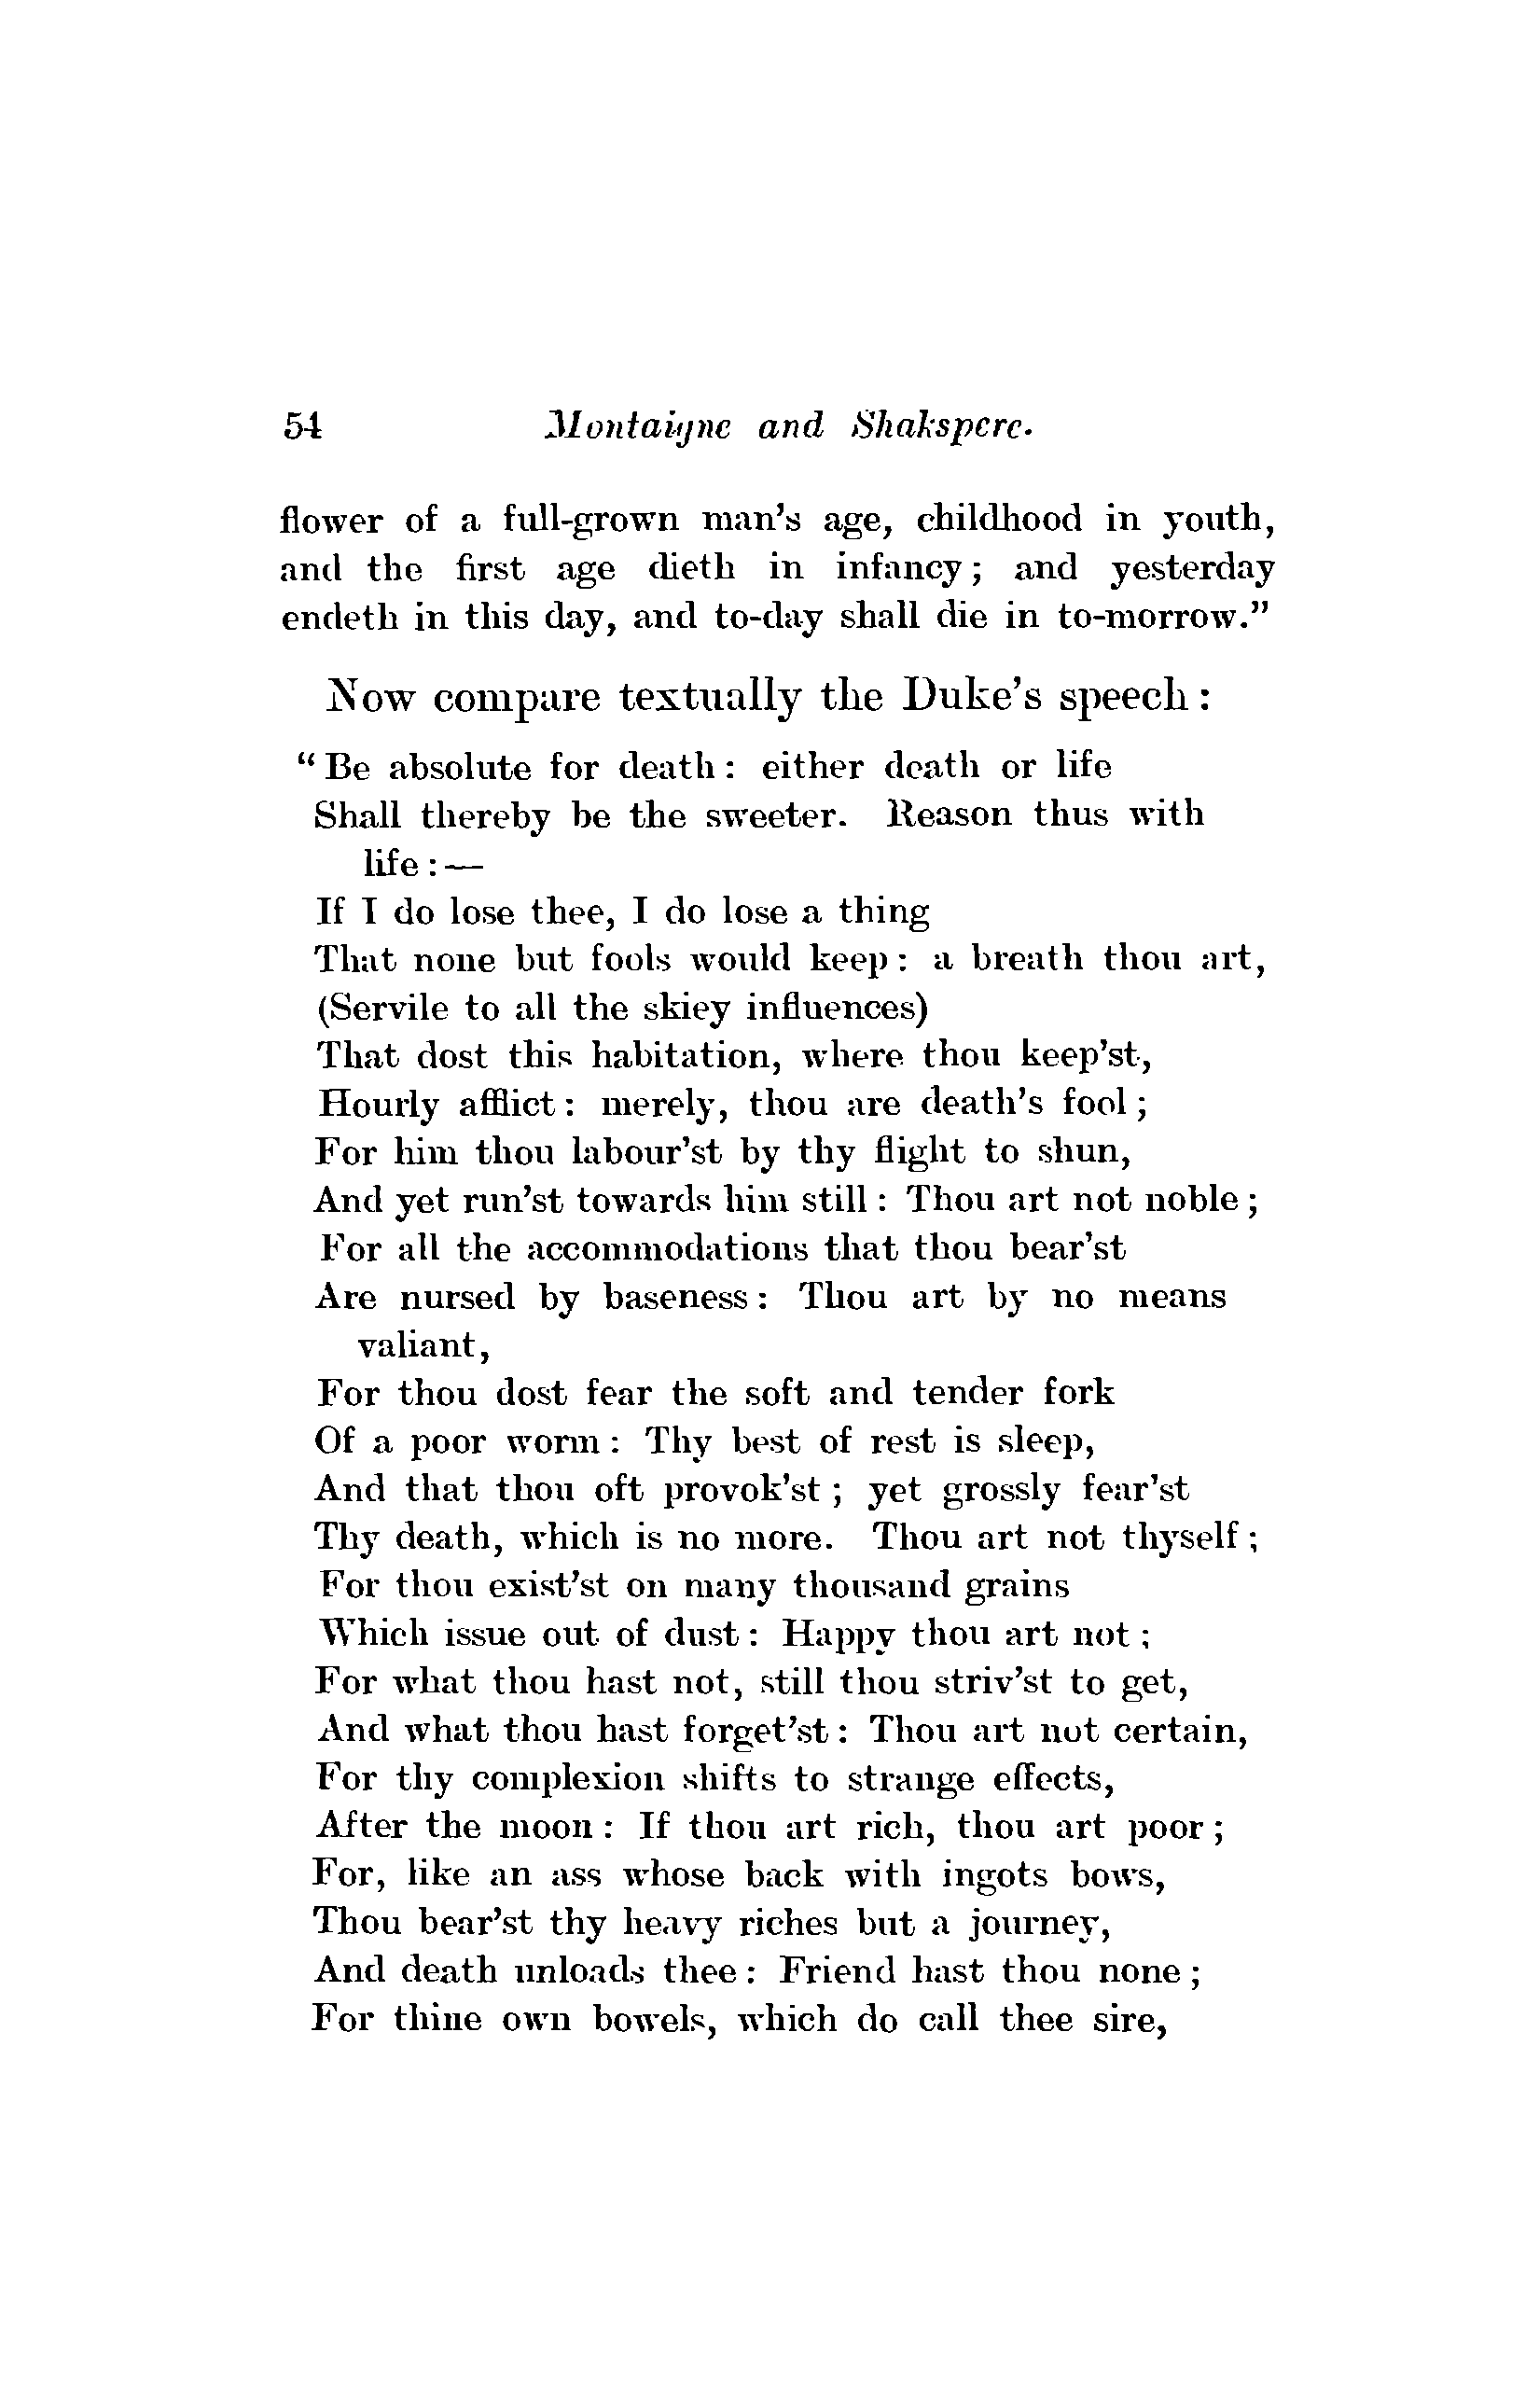 54 Montaigne and Shakspere.
flower of a full-grown man's age, childhood in youth,
and the first age dieth in infancy; and yesterday
endeth in this day, and to-day shall die in to-morrow."
Now compare textually the Duke's speech:
"Be absolute for death: either death or life
Shall thereby be the sweeter. Reason thus with
life:—
If I do lose thee, I do lose a thing
That none but fools would keep: a breath thou art,
(Servile to all the skiey influences)
That dost this habitation, where thou keep'st,
Hourly afflict: merely, thou are death's fool;
For him thou labour'st by thy flight to shun,
And yet run'st towards him still: Thou art not noble;
For all the accommodations that thou bear'st
Are nursed by baseness: Thou art by no means
valiant,
For thou dost fear the soft and tender fork
Of a poor worm: Thy best of rest is sleep,
And that thou oft provok'st; yet grossly fear'st
Thy death, which is no more. Thou art not thyself;
For thou exist'st on many thousand grains
Which issue out of dust: Happy thou art not;
For what thou hast not, still thou striv'st to get,
And what thou hast forget'st: Thou art not certain,
For thy complexion shifts to strange effects,
After the moon: If thou art rich, thou art poor;
For, like an ass whose back with ingots bows,
Thou bear'st thy heavy riches but a journey,
And death unloads thee: Friend hast thou none;
For thine own bowels, which do call thee sire,